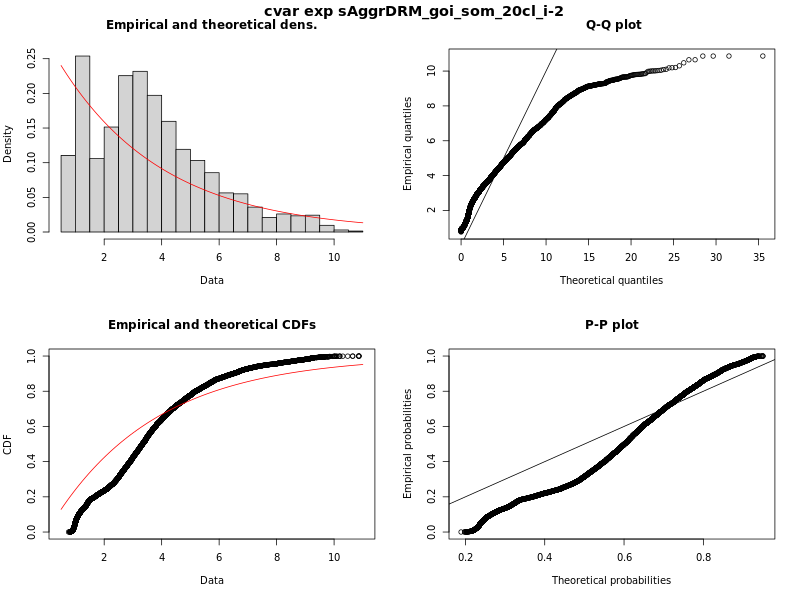 cvar exp sAggrDRM_goi_som_20cl_i-2
Empirical and theoretical dens.
Density
0.00 0.05 0.10 0.15 0.20 0.25
2 4 6 8 10
Data
Q-Q plot
Empirical quantiles
2 4 6 8 10
0 5 10 15 20 25 30 35
Theoretical quantiles
Empirical and theoretical CDFs
CDF
0.0 0.2 0.4 0.6 0.8 1.0
2 4 6 8 10
Data
P-P plot
Empirical probabilities
0.0 0.2 0.4 0.6 0.8 1.0
0.2 0.4 0.6 0.8
Theoretical probabilities